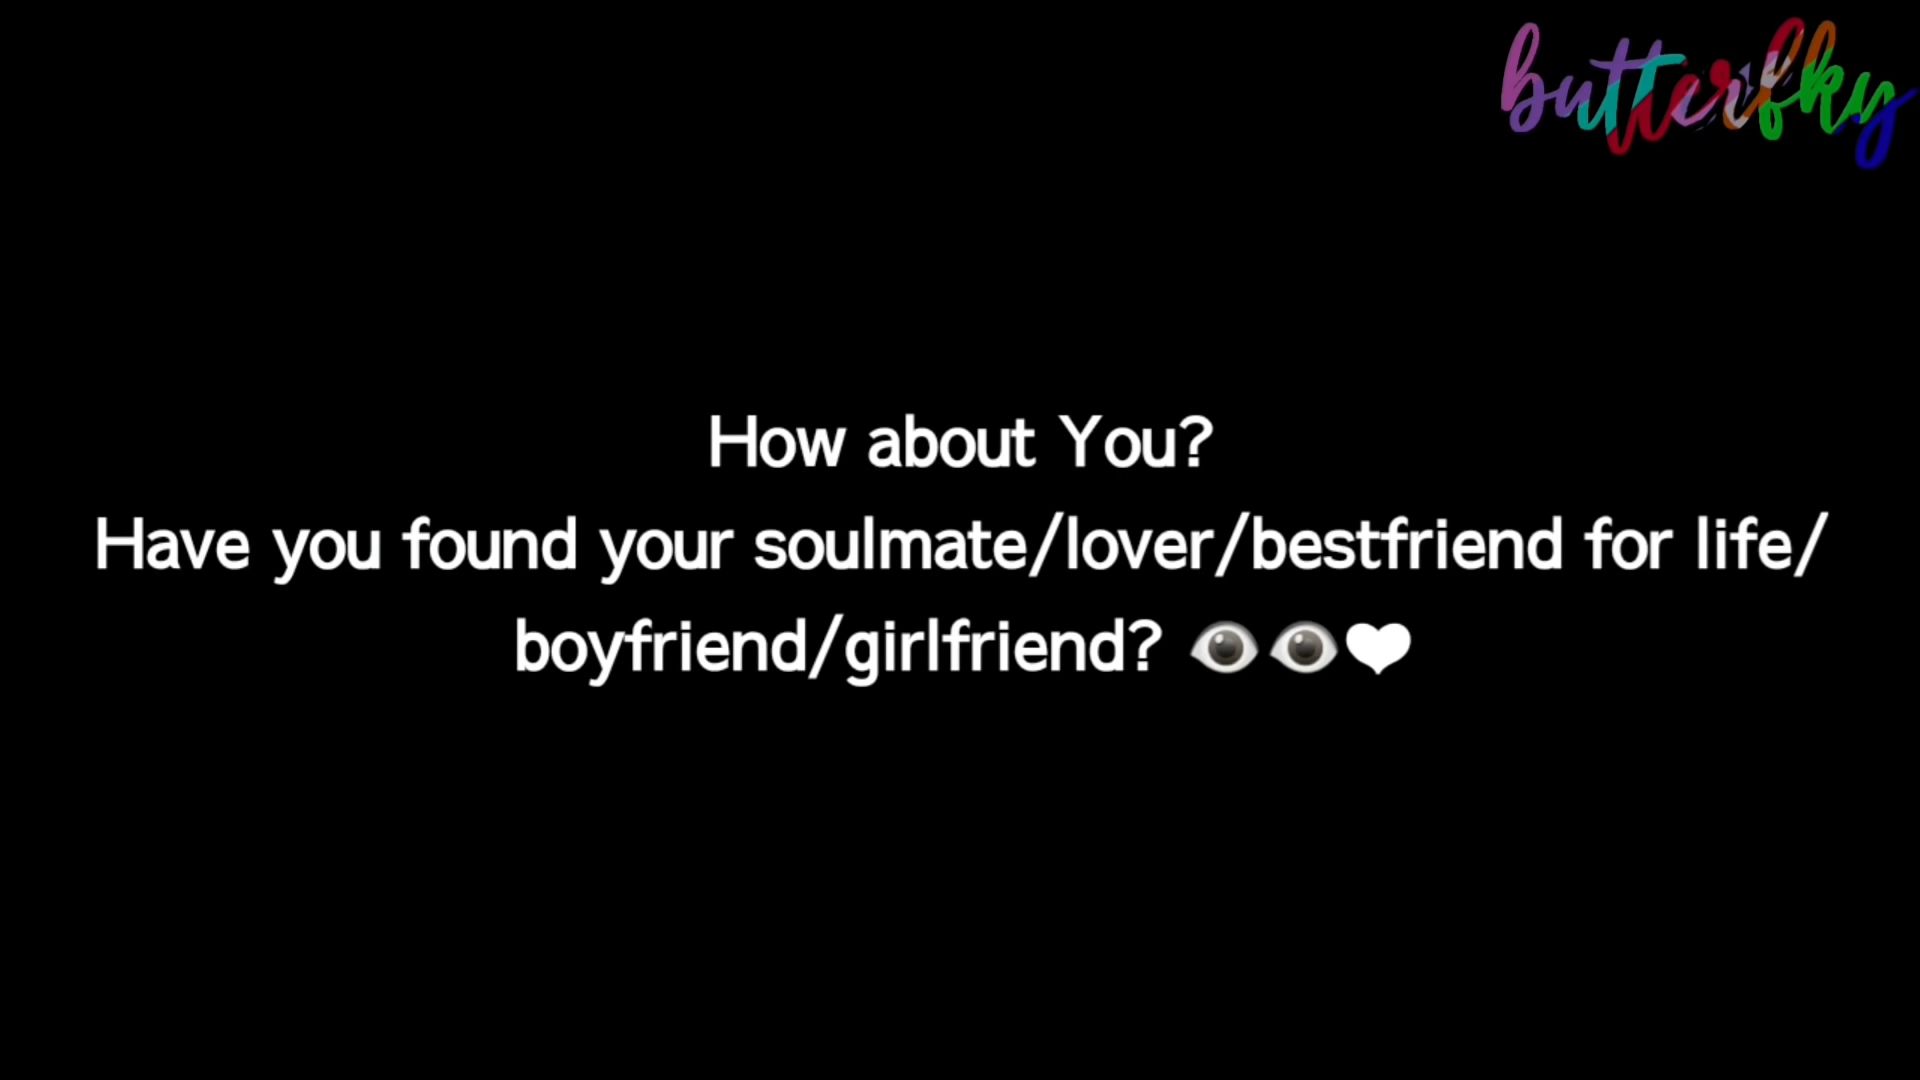 butterfky
How about You?
Have you found your soulmate/lover/bestfriend for life/
boyfriend/girlfriend? 👁👁❤